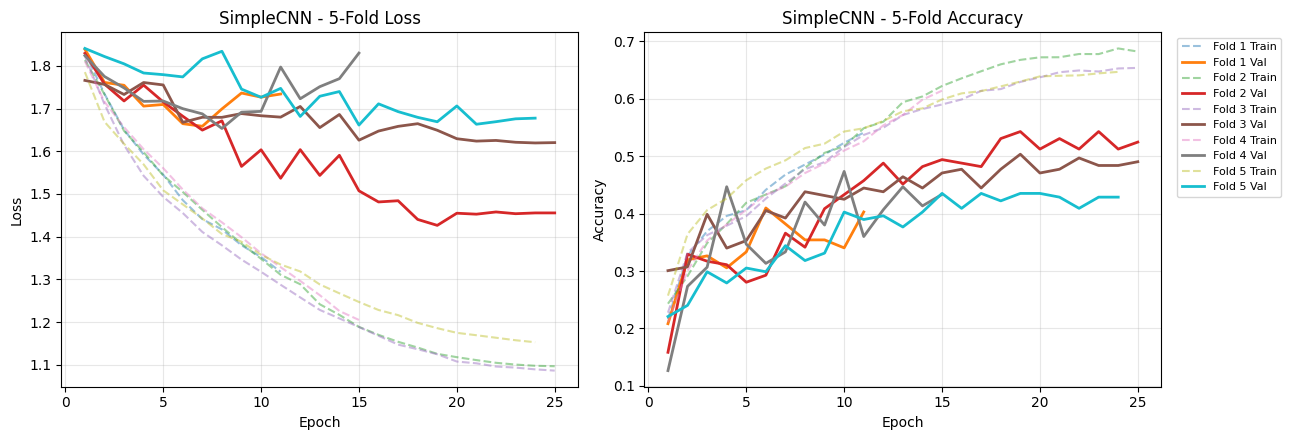 SimpleCNN - 5-Fold Loss
Loss
1.8
1.7
1.6
1.5
1.4
1.3
1.2
1.1
0
5
10
15
20
25
Epoch
SimpleCNN - 5-Fold Accuracy
Accuracy
0.7
0.6
0.5
0.4
0.3
0.2
0.1
0
5
10
15
20
25
Epoch
Fold 1 Train
Fold 1 Val
Fold 2 Train
Fold 2 Val
Fold 3 Train
Fold 3 Val
Fold 4 Train
Fold 4 Val
Fold 5 Train
Fold 5 Val